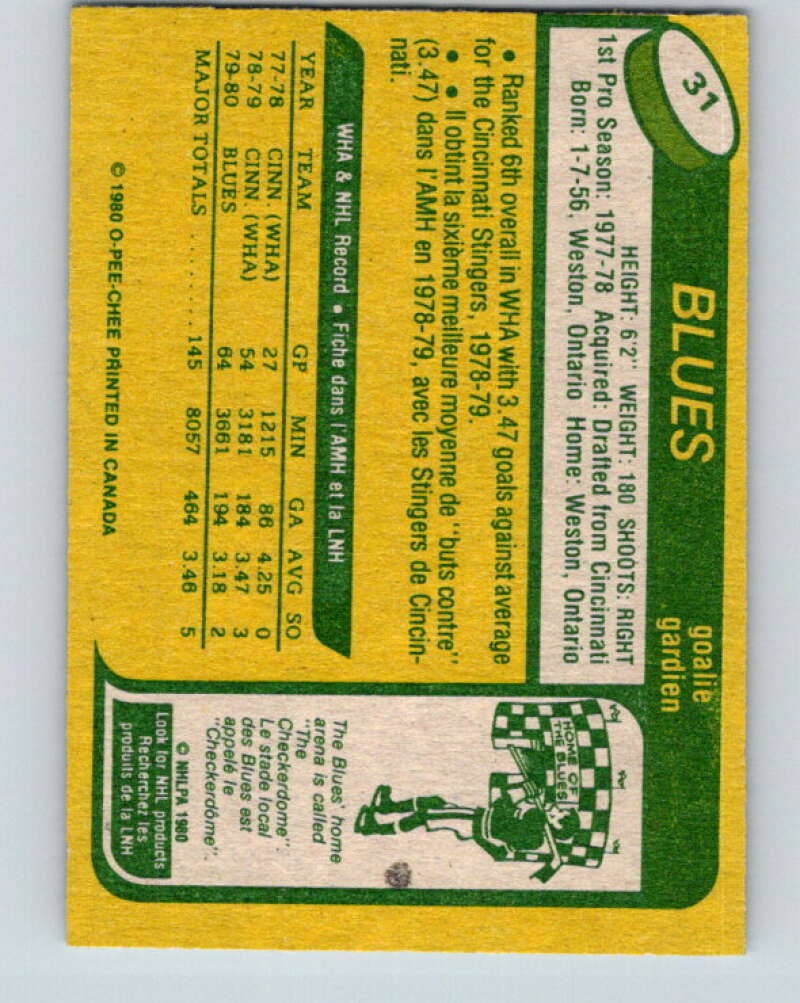 31
BLUES
goalie
gardien
HEIGHT: 6'2" WEIGHT: 180 SHOOTS: RIGHT
1st Pro Season: 1977-78 Acquired: Drafted from Cincinnati
Born: 1-7-56, Weston, Ontario Home: Weston, Ontario
• Ranked 6th overall in WHA with 3.47 goals against average
for the Cincinnati Stingers, 1978-79.
• • Il obtint la sixième meilleure moyenne de "buts contre"
(3.47) dans l'AMH en 1978-79, avec les Stingers de Cincin-
nati.
WHA & NHL Record • Fiche dans l'AMH et la LNH
YEAR TEAM GP MIN GA AVG SO
77-78 CINN. (WHA) 27 1215 86 4.25 0
78-79 CINN. (WHA) 54 3181 184 3.47 3
79-80 BLUES 64 3661 194 3.18 2
MAJOR TOTALS ......... 145 8057 464 3.46 5
© 1980 O-PEE-CHEE PRINTED IN CANADA
HOME OF
THE BLUES!
The Blues' home
arena is called
"The
Checkerdome".
Le stade local
des Blues est
appelé le
"Checkerdôme".
© NHLPA 1980
Look for NHL products
Recherchez les
produits de la LNH